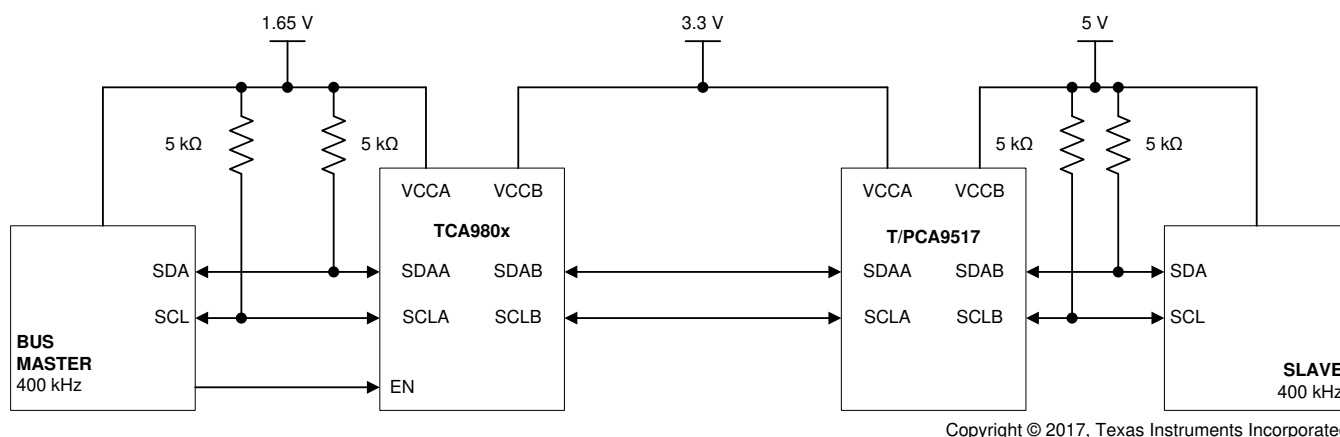 1.65 V
3.3 V
5 V
5 kΩ
5 kΩ
5 kΩ
5 kΩ
VCCA
VCCB
VCCA
VCCB
TCA980x
T/PCA9517
SDA
SDAA
SDAB
SDAA
SDAB
SDA
SCL
SCLA
SCLB
SCLA
SCLB
SCL
BUS
MASTER
400 kHz
EN
SLAVE
400 kHz
Copyright © 2017, Texas Instruments Incorporated